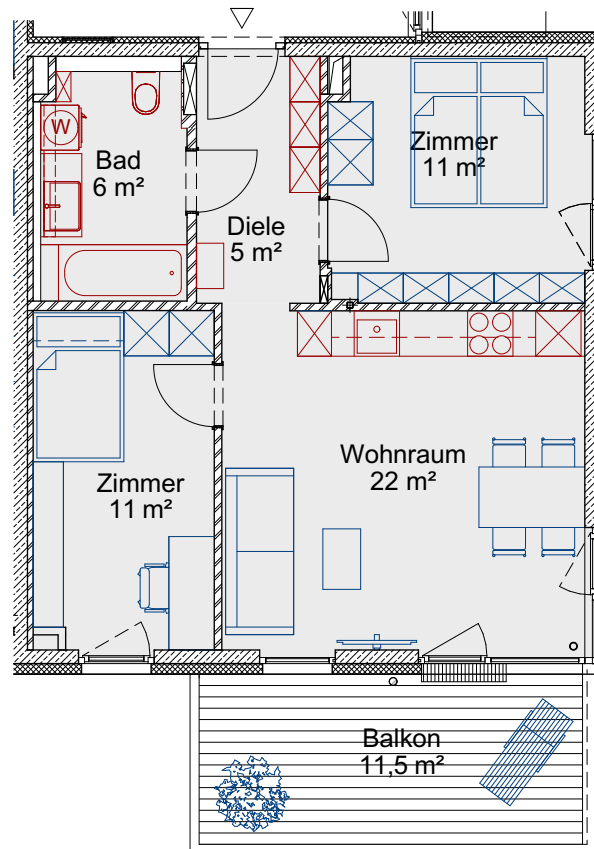 Zimmer
11 m²
Bad
6 m²
W
Diele
5 m²
Wohnraum
22 m²
Zimmer
11 m²
Balkon
11,5 m²